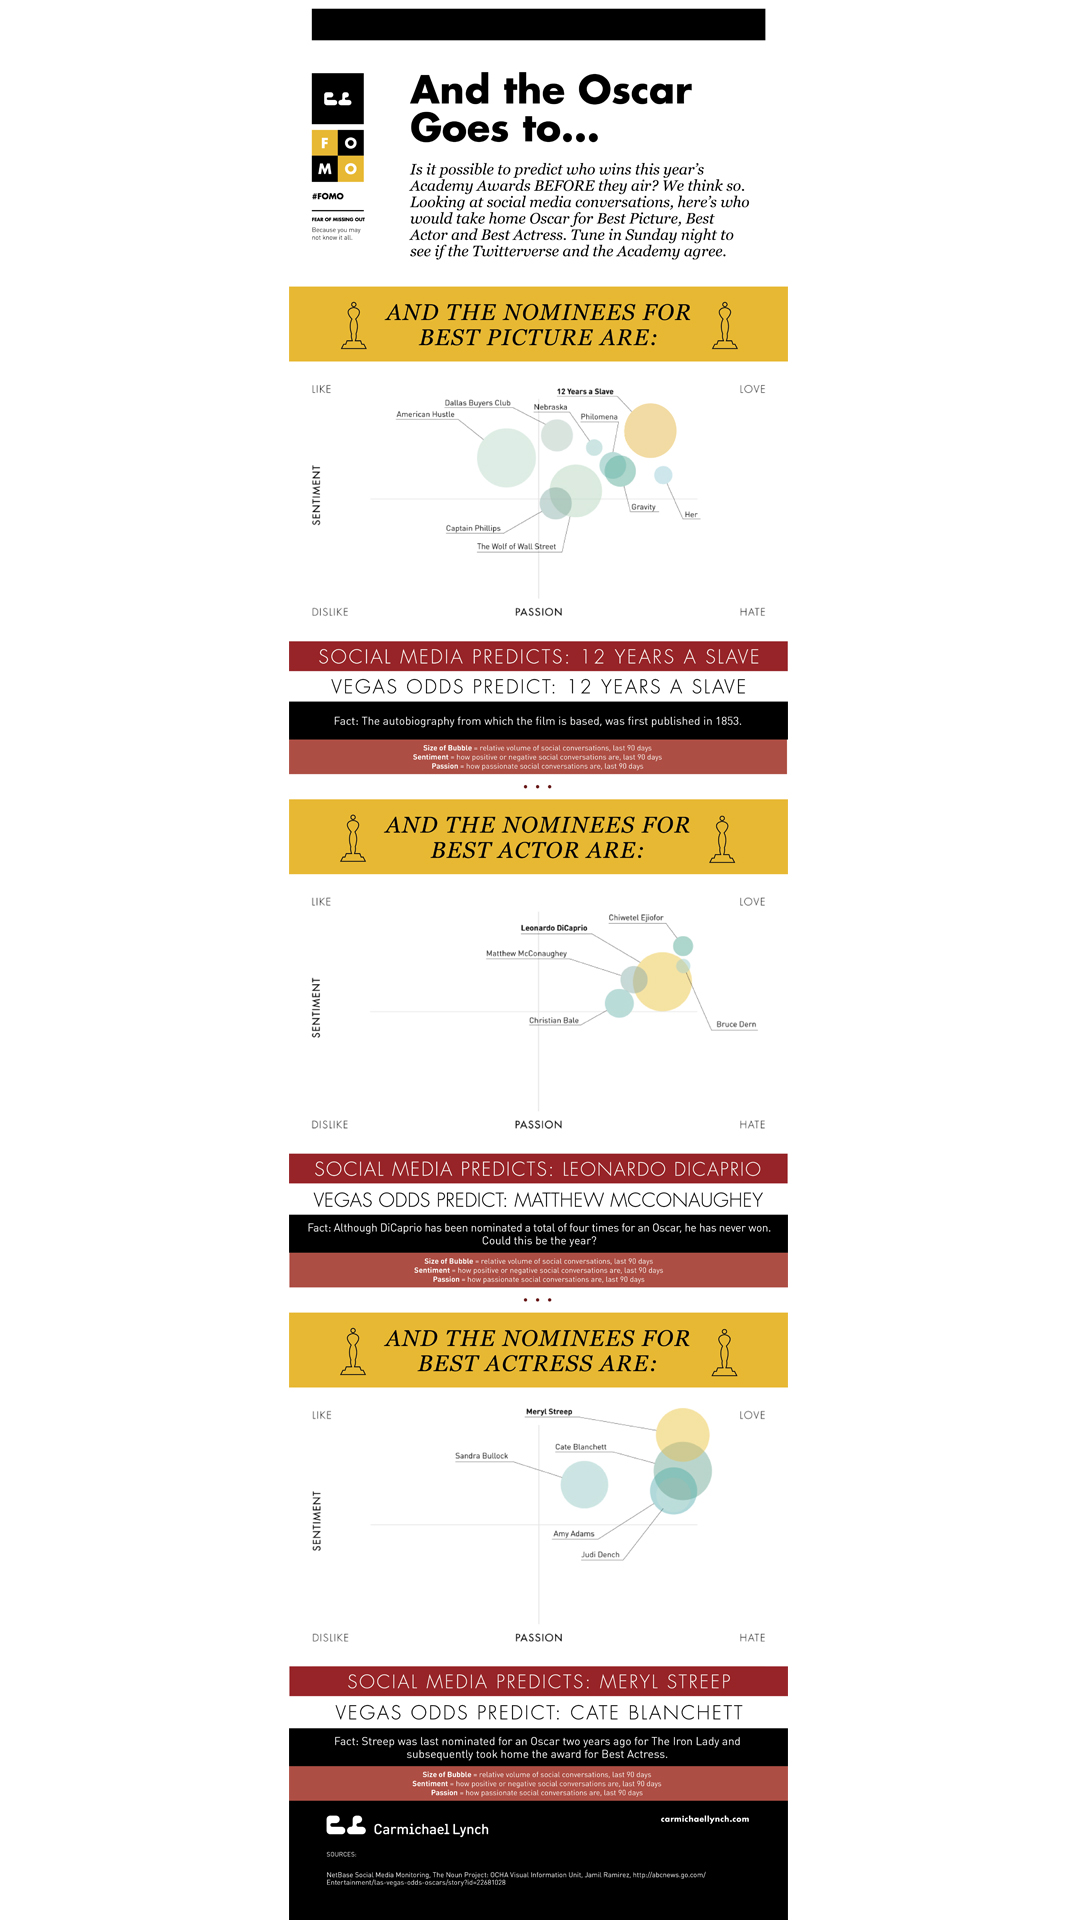 F O
M O
#FOMO
FEAR OF MISSING OUT
Because you may
not know it all.
And the Oscar
Goes to...
Is it possible to predict who wins this year's
Academy Awards BEFORE they air? We think so.
Looking at social media conversations, here's who
would take home Oscar for Best Picture, Best
Actor and Best Actress. Tune in Sunday night to
see if the Twitterverse and the Academy agree.
AND THE NOMINEES FOR
BEST PICTURE ARE:
LIKE
LOVE
12 Years a Slave
Dallas Buyers Club
Nebraska
American Hustle
Philomena
SENTIMENT
Gravity
Her
Captain Phillips
The Wolf of Wall Street
DISLIKE
PASSION
HATE
SOCIAL MEDIA PREDICTS: 12 YEARS A SLAVE
VEGAS ODDS PREDICT: 12 YEARS A SLAVE
Fact: The autobiography from which the film is based, was first published in 1853.
Size of Bubble = relative volume of social conversations, last 90 days
Sentiment = how positive or negative social conversations are, last 90 days
Passion = how passionate social conversations are, last 90 days
AND THE NOMINEES FOR
BEST ACTOR ARE:
LIKE
LOVE
Chiwetel Ejiofor
Leonardo DiCaprio
Matthew McConaughey
SENTIMENT
Christian Bale
Bruce Dern
DISLIKE
PASSION
HATE
SOCIAL MEDIA PREDICTS: LEONARDO DICAPRIO
VEGAS ODDS PREDICT: MATTHEW MCCONAUGHEY
Fact: Although DiCaprio has been nominated a total of four times for an Oscar, he has never won.
Could this be the year?
Size of Bubble = relative volume of social conversations, last 90 days
Sentiment = how positive or negative social conversations are, last 90 days
Passion = how passionate social conversations are, last 90 days
AND THE NOMINEES FOR
BEST ACTRESS ARE:
LIKE
LOVE
Meryl Streep
Cate Blanchett
Sandra Bullock
SENTIMENT
Amy Adams
Judi Dench
DISLIKE
PASSION
HATE
SOCIAL MEDIA PREDICTS: MERYL STREEP
VEGAS ODDS PREDICT: CATE BLANCHETT
Fact: Streep was last nominated for an Oscar two years ago for The Iron Lady and
subsequently took home the award for Best Actress.
Size of Bubble = relative volume of social conversations, last 90 days
Sentiment = how positive or negative social conversations are, last 90 days
Passion = how passionate social conversations are, last 90 days
Carmichael Lynch
carmichaellynch.com
SOURCES:
NetBase Social Media Monitoring, The Noun Project: OCHA Visual Information Unit, Jamil Ramirez, http://abcnews.go.com/
Entertainment/las-vegas-odds-oscars/story?id=22681028